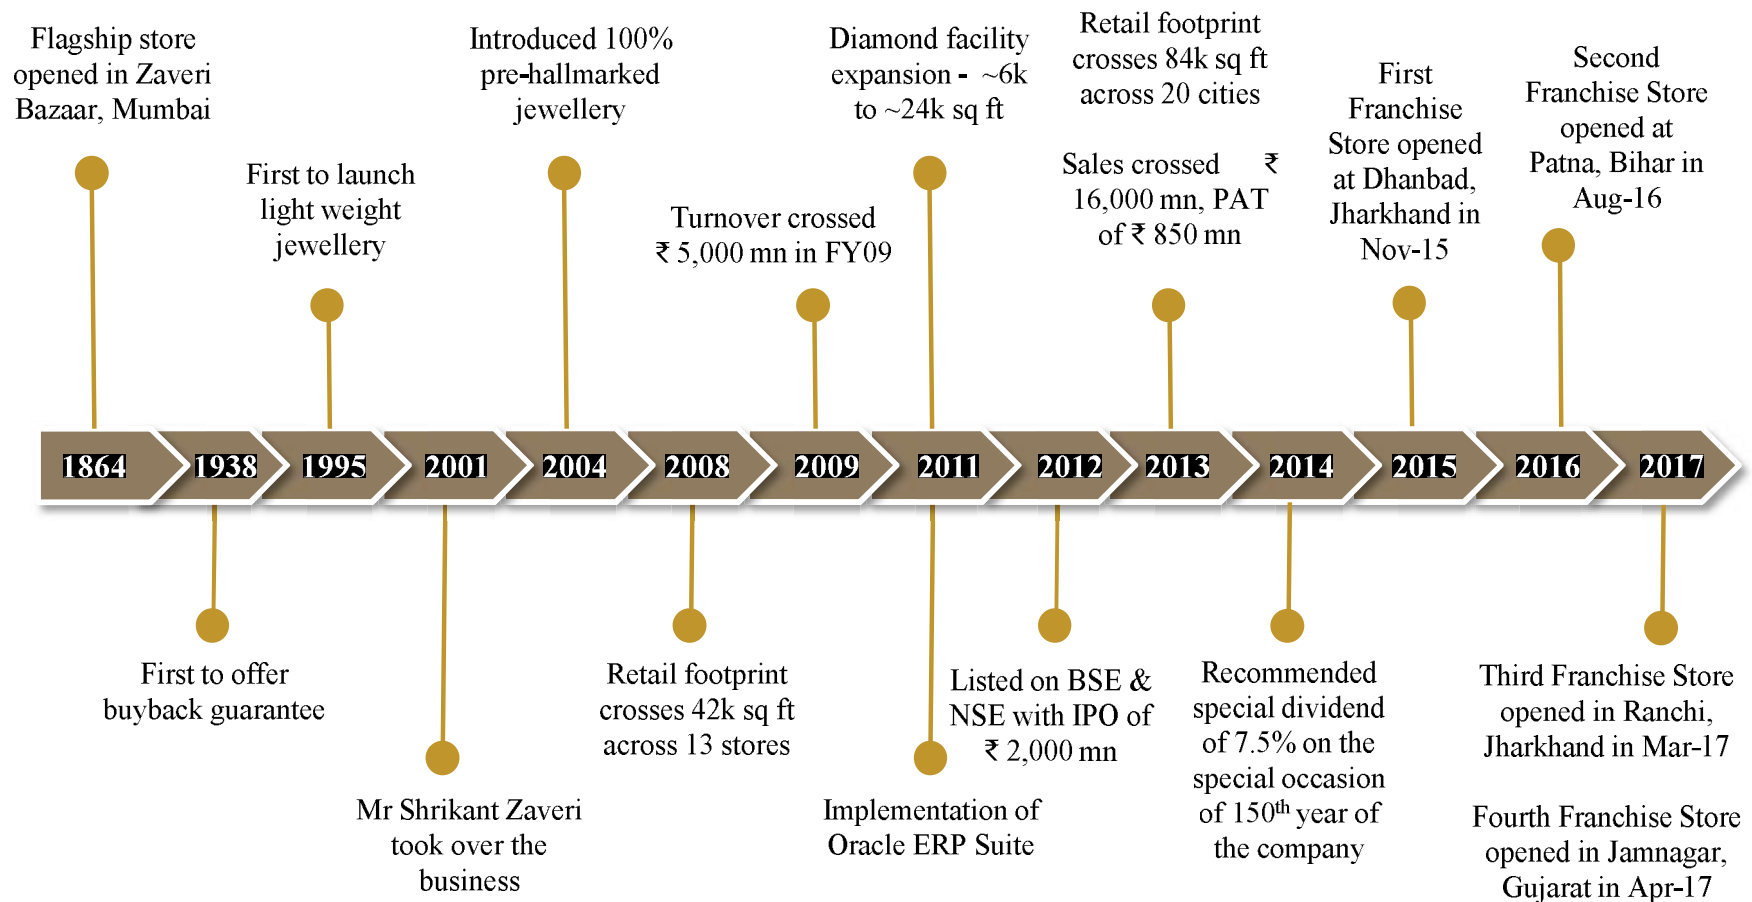 Flagship store
opened in Zaveri
Bazaar, Mumbai
First to launch
light weight
jewellery
Introduced 100%
pre-hallmarked
jewellery
Turnover crossed
₹ 5,000 mn in FY09
Diamond facility
expansion - ~6k
to ~24k sq ft
Retail footprint
crosses 84k sq ft
across 20 cities
Sales crossed ₹
16,000 mn, PAT
of ₹ 850 mn
First
Franchise
Store opened
at Dhanbad,
Jharkhand in
Nov-15
Second
Franchise Store
opened at
Patna, Bihar in
Aug-16
1864 1938 1995 2001 2004 2008 2009 2011 2012 2013 2014 2015 2016 2017
First to offer
buyback guarantee
Mr Shrikant Zaveri
took over the
business
Retail footprint
crosses 42k sq ft
across 13 stores
Implementation of
Oracle ERP Suite
Listed on BSE &
NSE with IPO of
₹ 2,000 mn
Recommended
special dividend
of 7.5% on the
special occasion
of 150th year of
the company
Third Franchise Store
opened in Ranchi,
Jharkhand in Mar-17
Fourth Franchise Store
opened in Jamnagar,
Gujarat in Apr-17